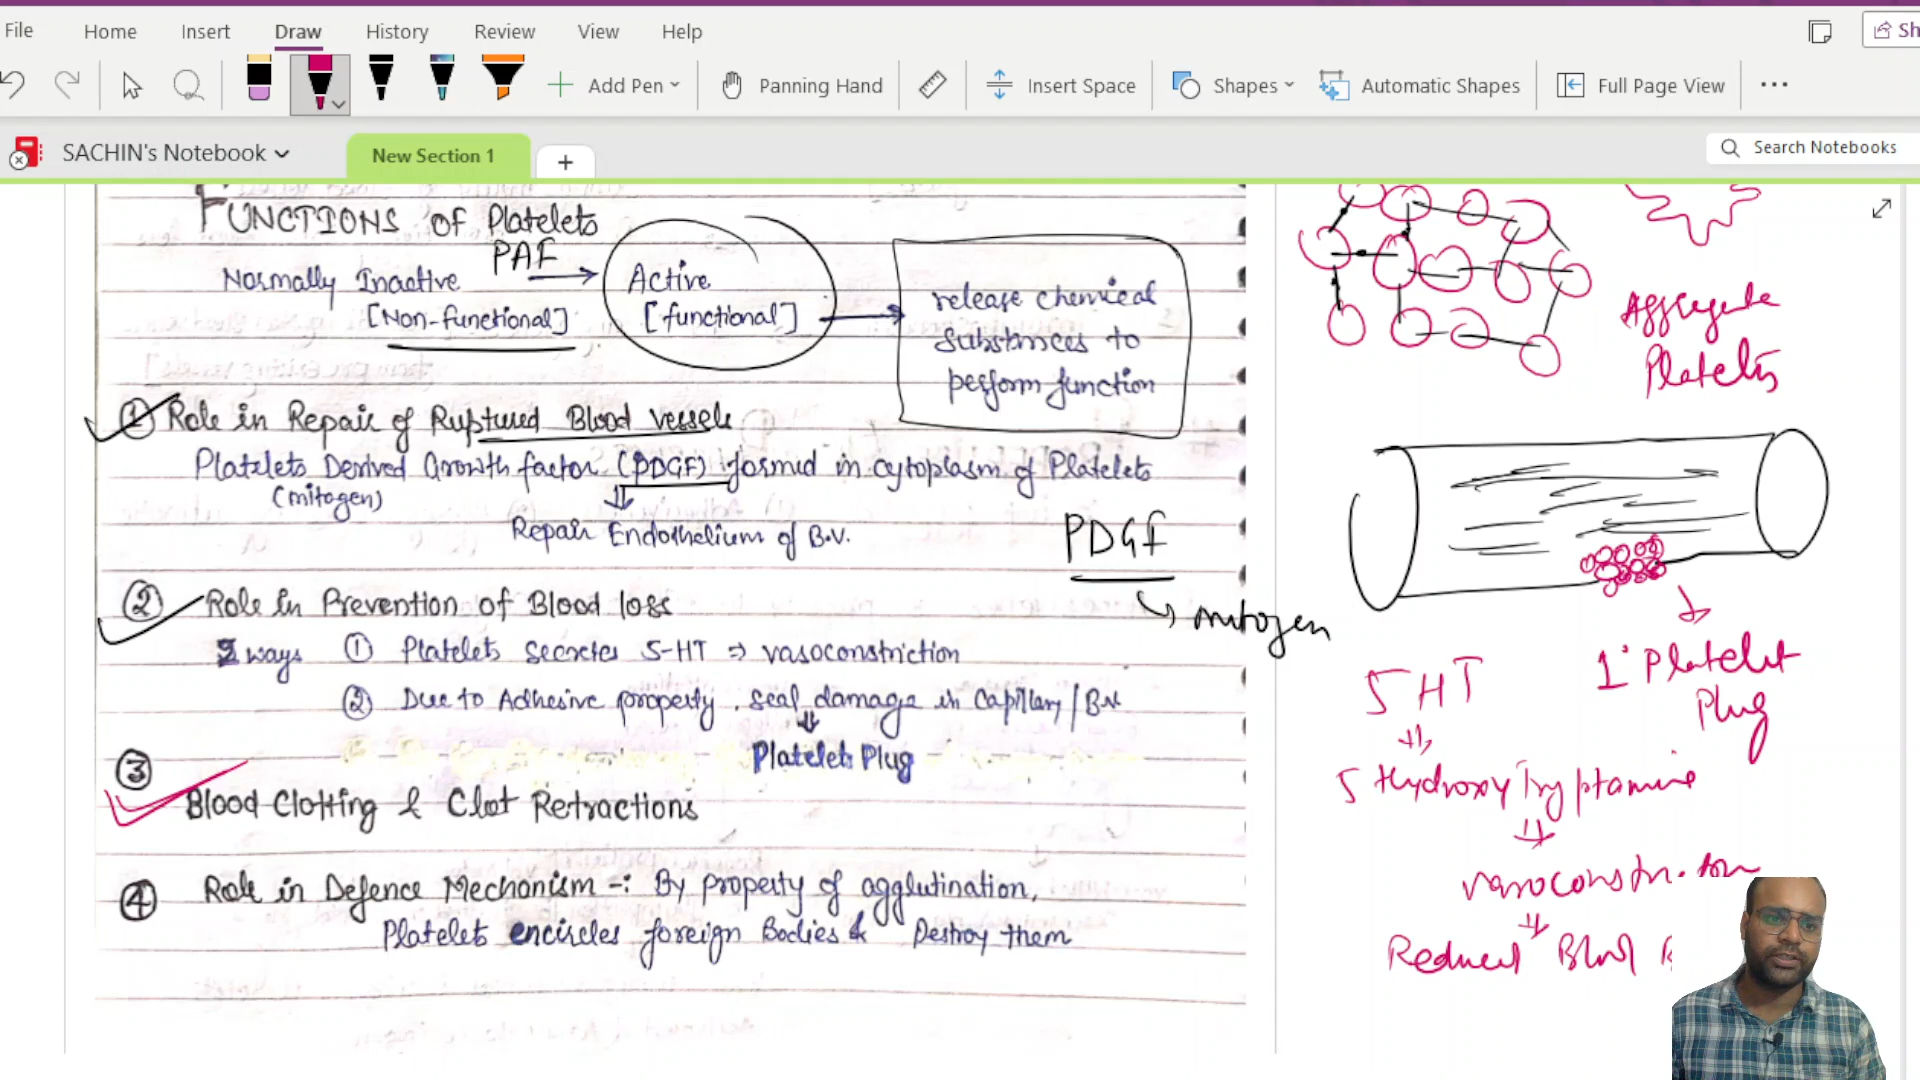 File Home Insert Draw History Review View Help Sh
Add Pen Panning Hand Insert Space Shapes Automatic Shapes Full Page View
SACHIN's Notebook New Section 1 + Search Notebooks
FUNCTIONS of Platelets
PAF
Normally Inactive
[Non-functional]
Active
[functional]
release chemical
Substances to
perform function
① Role in Repair of Ruptured Blood Vessels
Platelets Derived Growth factor (PDGF) formed in cytoplasm of Platelets
(mitogen)
Repair Endothelium of B.V.
② Role in Prevention of Blood loss
2 ways ① Platelets secretes 5-HT ⇒ vasoconstriction
② Due to Adhesive property, seal damage in Capillary/B.V
Platelets Plug
③
Blood Clotting & Clot Retractions
④ Role in Defence Mechanism -: By property of agglutination,
Platelets encircles foreign Bodies & Destroy them
PDGF
mitogen
Aggregate
Platelets
1° Platelet
Plug
5 HT
5 Hydroxy Tryptamine
Reduced Blood